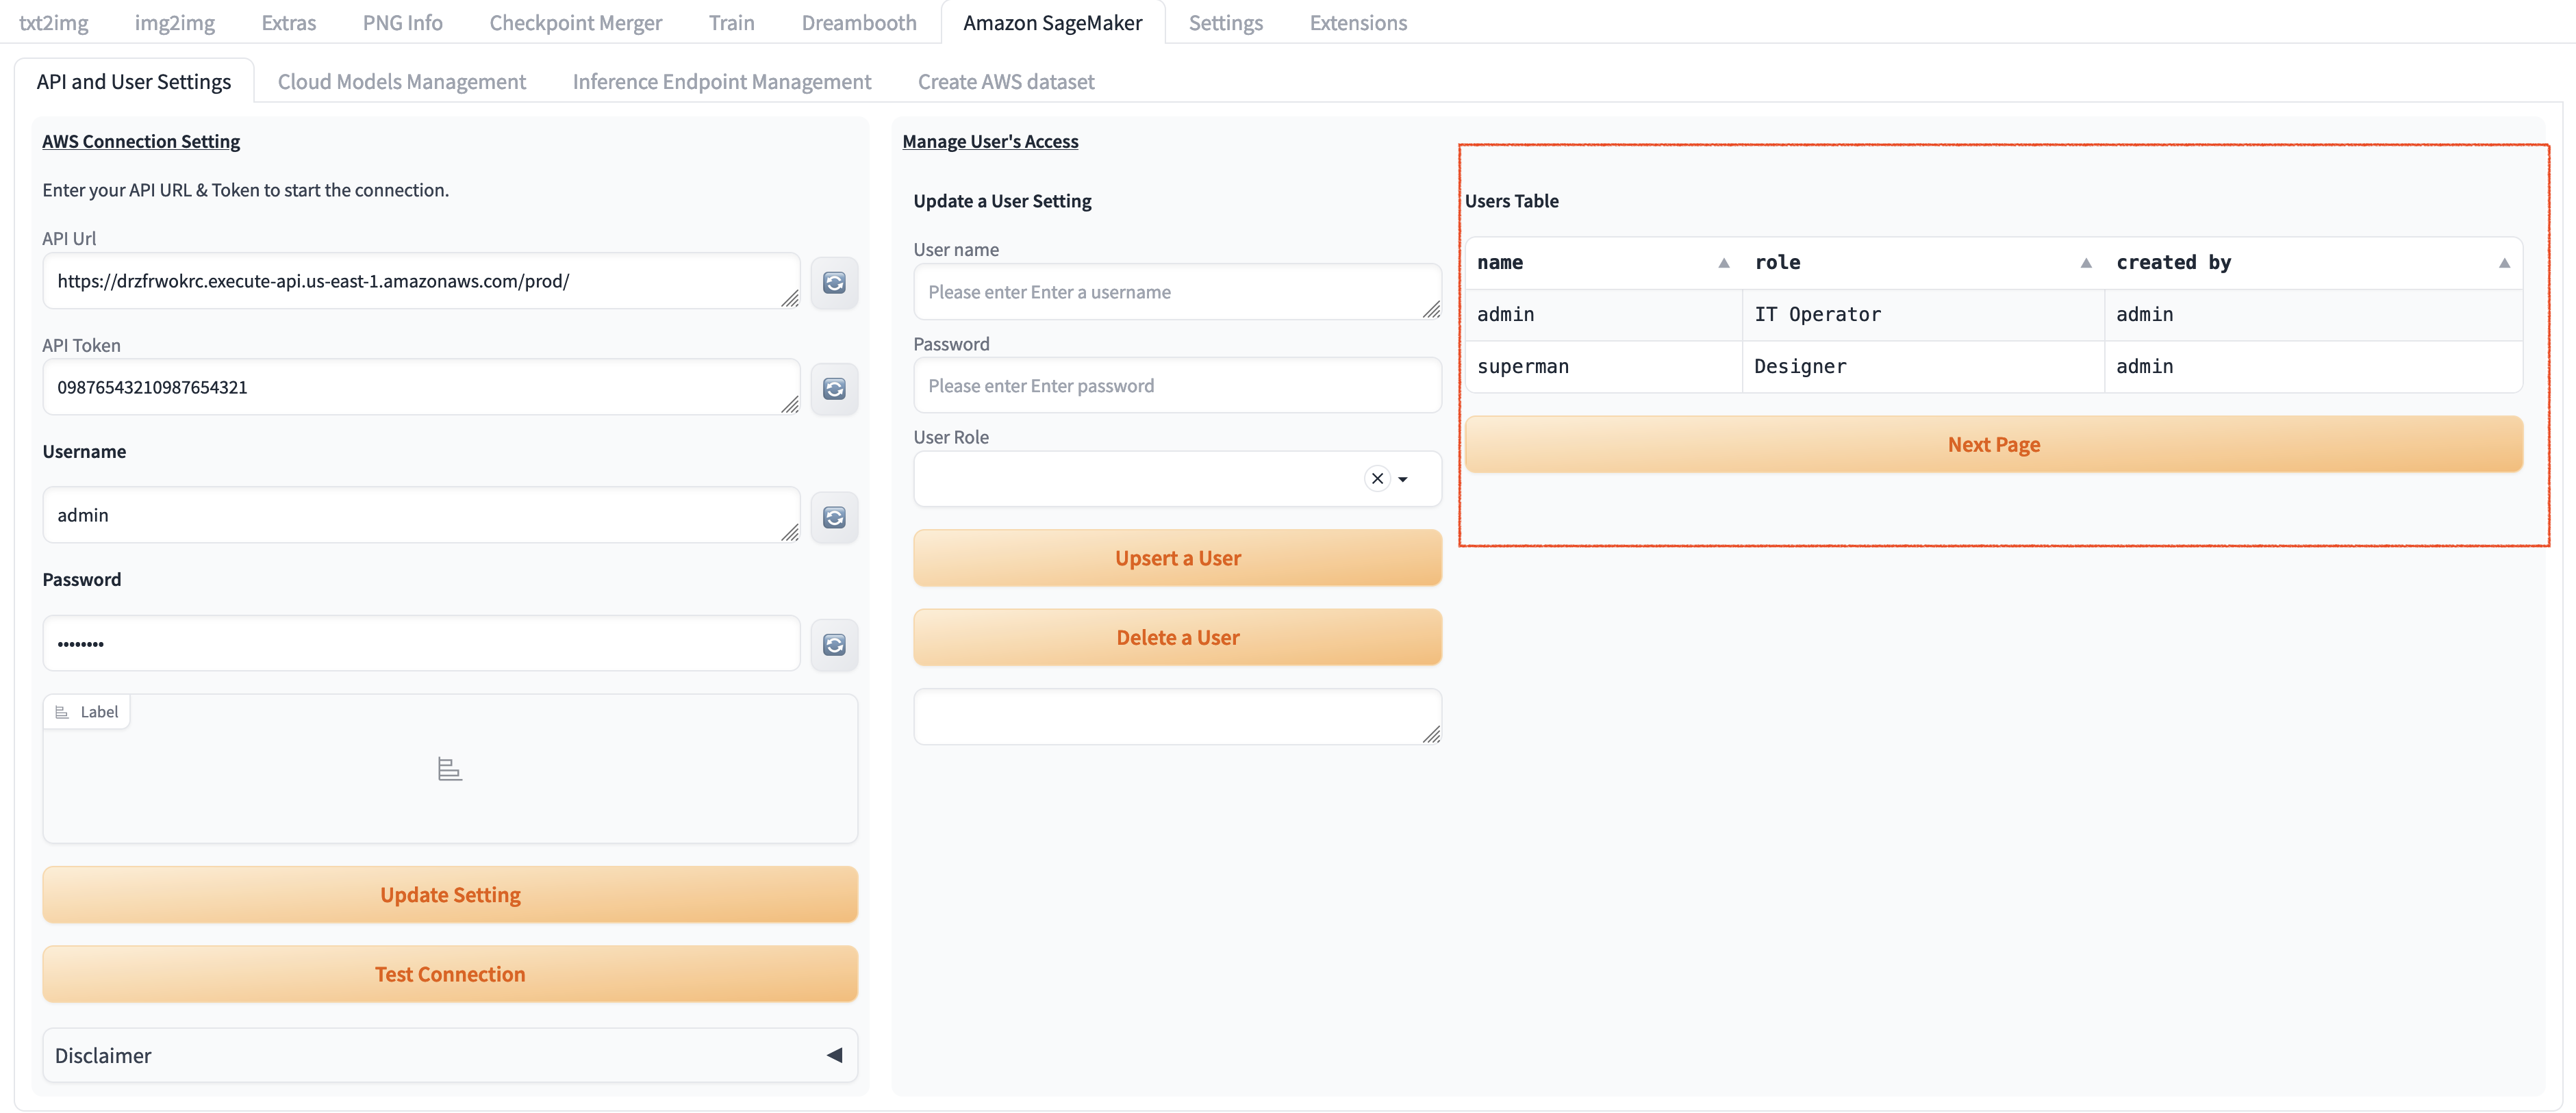 txt2img img2img Extras PNG Info Checkpoint Merger Train Dreambooth Amazon SageMaker Settings Extensions
API and User Settings Cloud Models Management Inference Endpoint Management Create AWS dataset
AWS Connection Setting
Enter your API URL & Token to start the connection.
API Url
https://drzfrwokrc.execute-api.us-east-1.amazonaws.com/prod/
API Token
09876543210987654321
Username
admin
Password
••••••••
Label
Update Setting
Test Connection
Disclaimer
Manage User's Access
Update a User Setting
User name
Please enter Enter a username
Password
Please enter Enter password
User Role
Upsert a User
Delete a User
Users Table
name role created by
admin IT Operator admin
superman Designer admin
Next Page